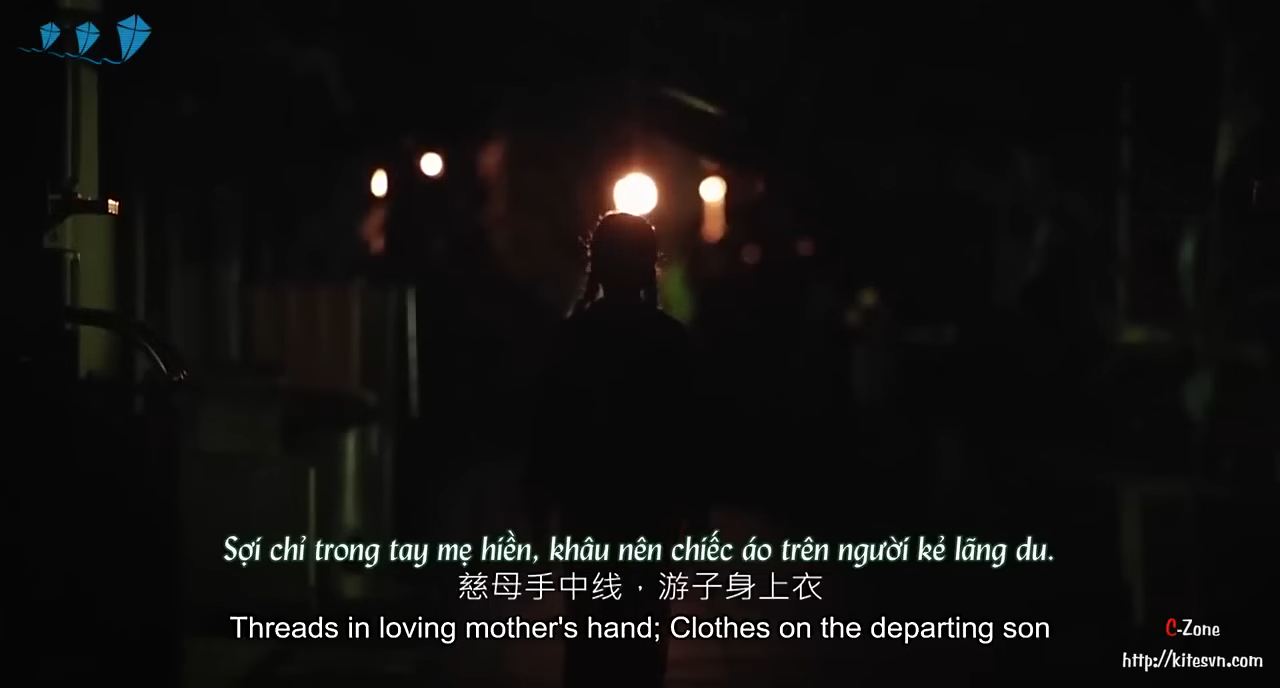 Sợi chỉ trong tay mẹ hiền, khâu nên chiếc áo trên người kẻ lãng du.
慈母手中线，游子身上衣
Threads in loving mother's hand; Clothes on the departing son
C-Zone
http://kitesvn.com